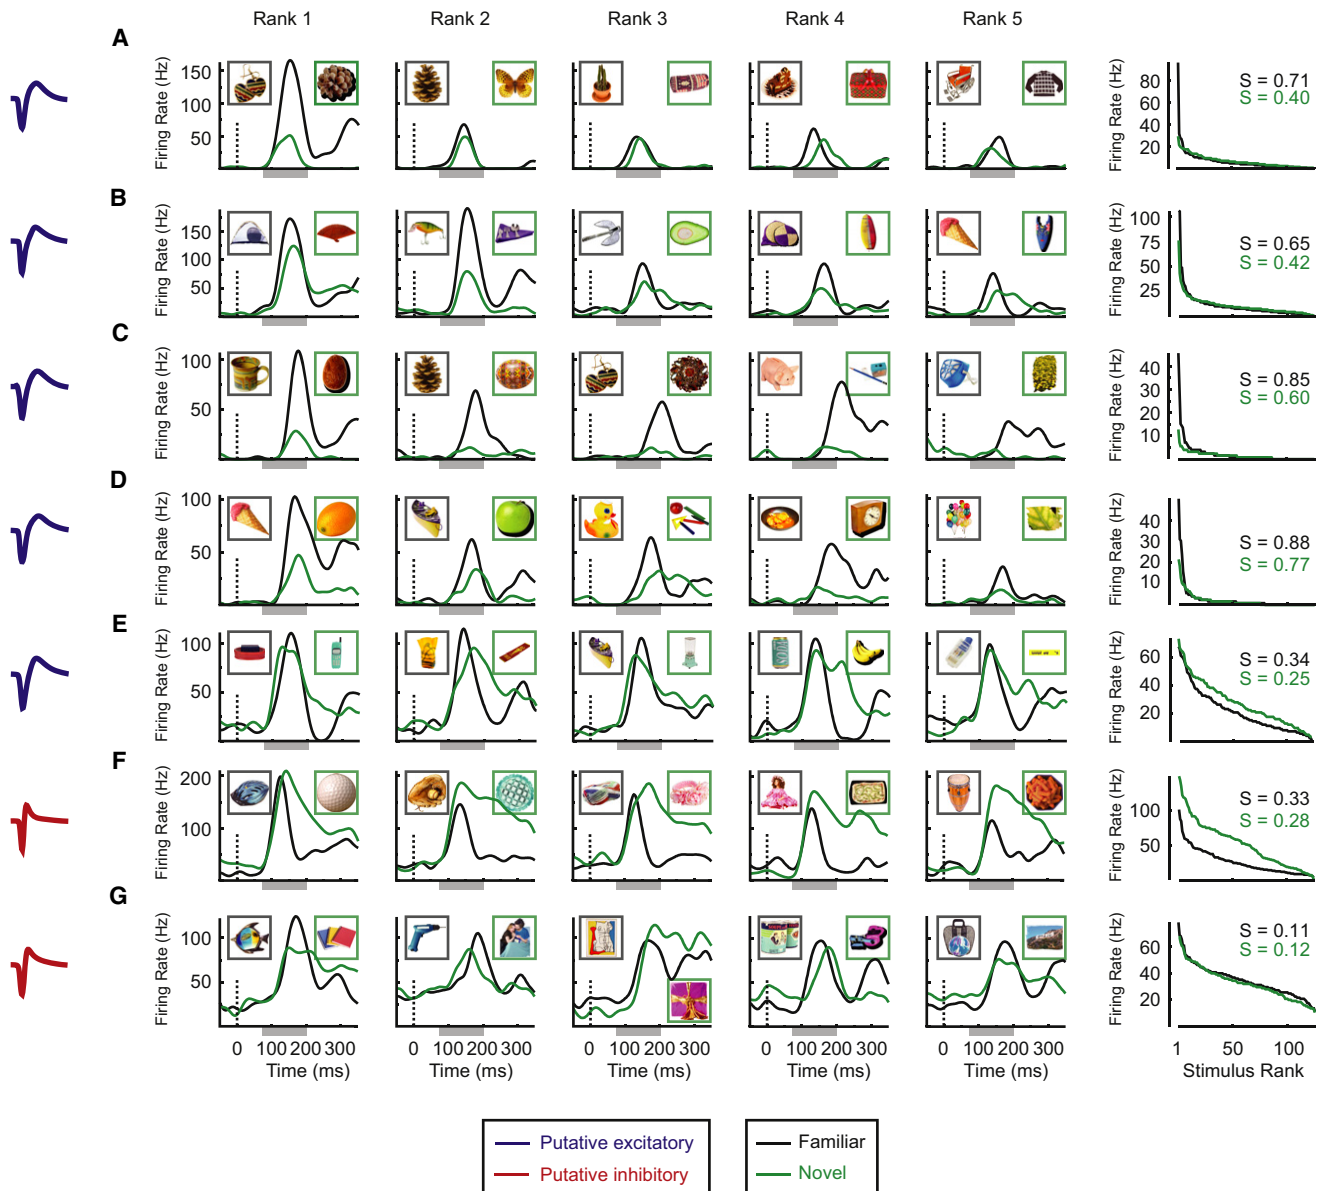 Rank 1 Rank 2 Rank 3 Rank 4 Rank 5
A
Firing Rate (Hz)
150
100
50
Firing Rate (Hz)
80
60
40
20
S = 0.71
S = 0.40
B
Firing Rate (Hz)
150
100
50
Firing Rate (Hz)
100
75
50
25
S = 0.65
S = 0.42
C
Firing Rate (Hz)
100
50
Firing Rate (Hz)
40
30
20
10
S = 0.85
S = 0.60
D
Firing Rate (Hz)
100
50
Firing Rate (Hz)
40
30
20
10
S = 0.88
S = 0.77
E
Firing Rate (Hz)
100
50
Firing Rate (Hz)
60
40
20
S = 0.34
S = 0.25
F
Firing Rate (Hz)
200
100
Firing Rate (Hz)
100
50
S = 0.33
S = 0.28
G
Firing Rate (Hz)
100
50
Firing Rate (Hz)
60
40
20
S = 0.11
S = 0.12
0 100 200 300 0 100 200 300 0 100 200 300 0 100 200 300 0 100 200 300 1 50 100
Time (ms) Time (ms) Time (ms) Time (ms) Time (ms) Stimulus Rank
Putative excitatory
Putative inhibitory
Familiar
Novel